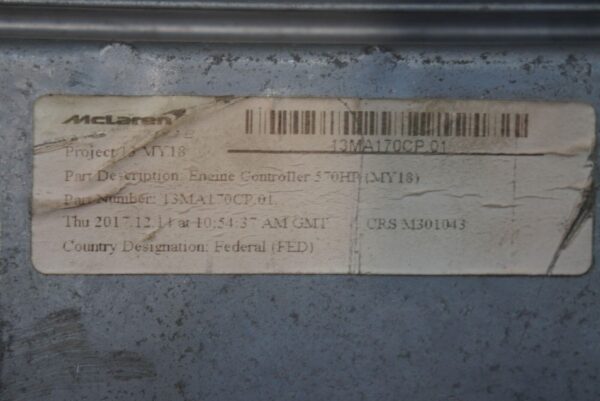 McLaren
13MA170CP.01
Project 13 MY18
Part Description: Engine Controller 570HP (MY18)
Part Number: 13MA170CP.01
Thu 2017.12.14 at 10:54:37 AM GMT CRS M301043
Country Designation: Federal (FED)